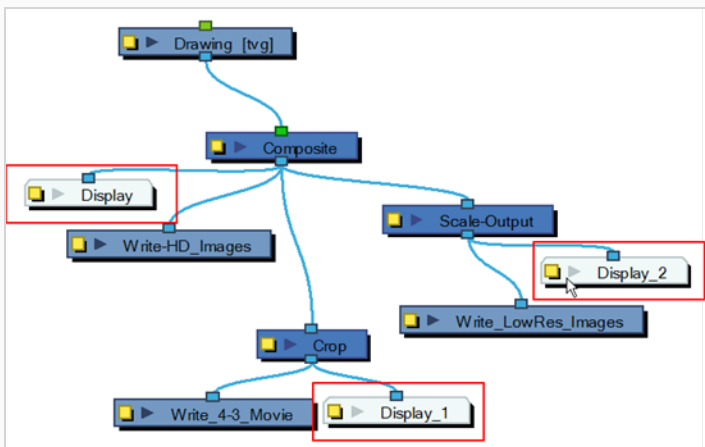 Drawing [tvg]
Composite
Display
Write-HD_Images
Scale-Output
Display_2
Write_LowRes_Images
Crop
Write_4-3_Movie
Display_1